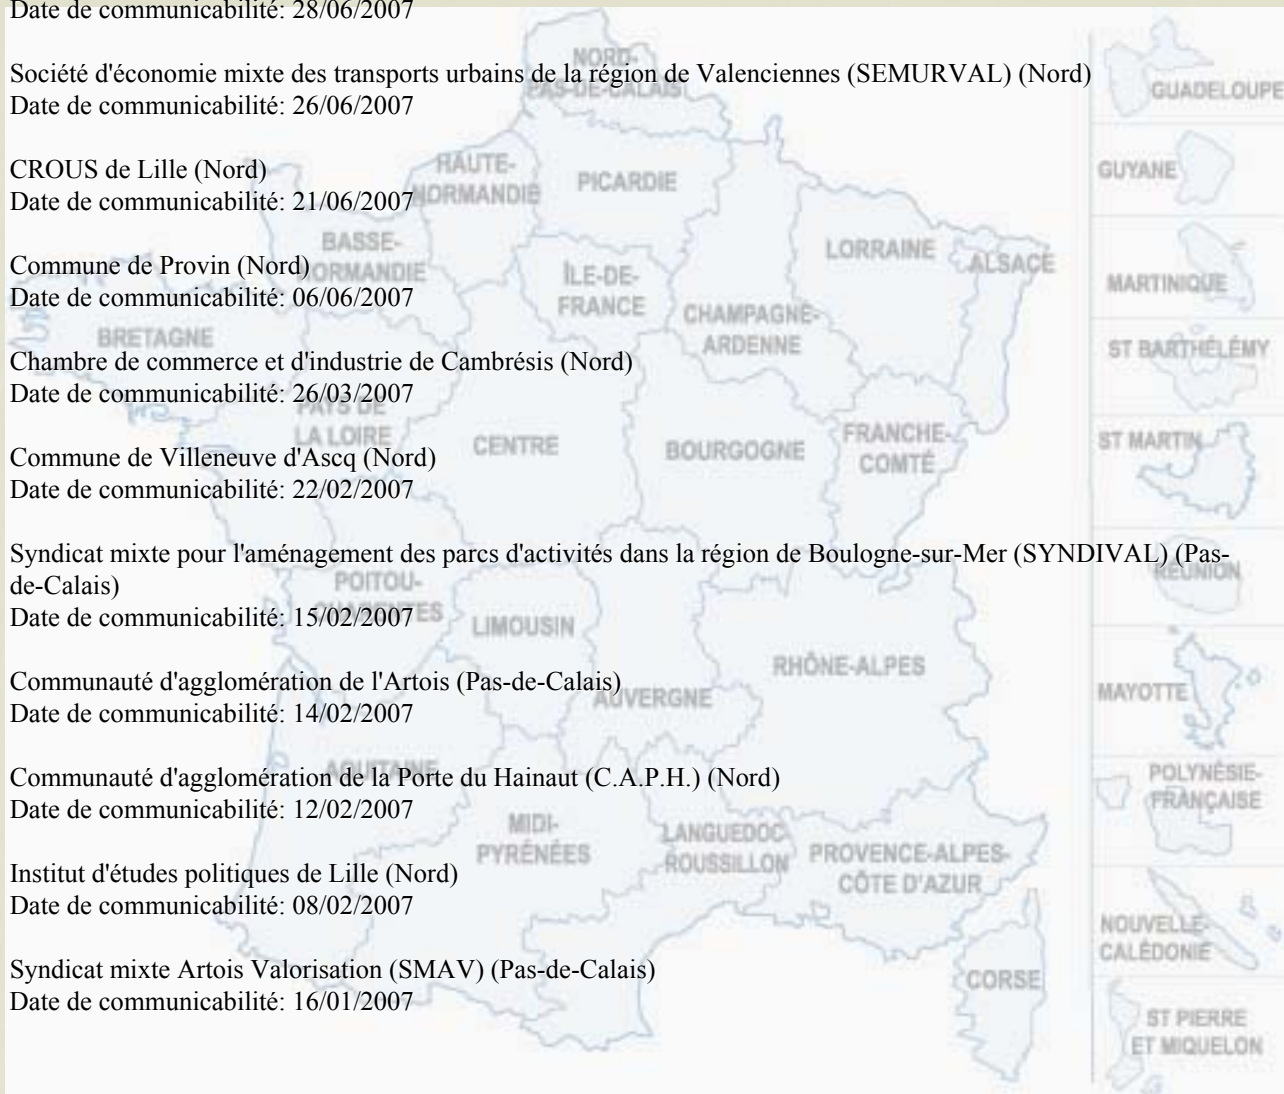 Date de communicabilité: 28/06/2007
Société d'économie mixte des transports urbains de la région de Valenciennes (SEMURVAL) (Nord)
Date de communicabilité: 26/06/2007
CROUS de Lille (Nord)
Date de communicabilité: 21/06/2007
Commune de Provin (Nord)
Date de communicabilité: 06/06/2007
Chambre de commerce et d'industrie de Cambrésis (Nord)
Date de communicabilité: 26/03/2007
Commune de Villeneuve d'Ascq (Nord)
Date de communicabilité: 22/02/2007
Syndicat mixte pour l'aménagement des parcs d'activités dans la région de Boulogne-sur-Mer (SYNDIVAL) (Pas-
de-Calais)
Date de communicabilité: 15/02/2007
Communauté d'agglomération de l'Artois (Pas-de-Calais)
Date de communicabilité: 14/02/2007
Communauté d'agglomération de la Porte du Hainaut (C.A.P.H.) (Nord)
Date de communicabilité: 12/02/2007
Institut d'études politiques de Lille (Nord)
Date de communicabilité: 08/02/2007
Syndicat mixte Artois Valorisation (SMAV) (Pas-de-Calais)
Date de communicabilité: 16/01/2007
NORD-
PAS-DE-CALAIS
HAUTE-
NORMANDIE
PICARDIE
BASSE-
NORMANDIE
ÎLE-DE-
FRANCE
LORRAINE
ALSACE
CHAMPAGNE-
ARDENNE
BRETAGNE
PAYS DE
LA LOIRE
CENTRE
BOURGOGNE
FRANCHE-
COMTÉ
POITOU-
CHARENTES
LIMOUSIN
AUVERGNE
RHÔNE-ALPES
AQUITAINE
MIDI-
PYRÉNÉES
LANGUEDOC-
ROUSSILLON
PROVENCE-ALPES-
CÔTE D'AZUR
CORSE
GUADELOUPE
GUYANE
MARTINIQUE
ST BARTHÉLÉMY
ST MARTIN
RÉUNION
MAYOTTE
POLYNÉSIE-
FRANÇAISE
NOUVELLE-
CALÉDONIE
ST PIERRE
ET MIQUELON